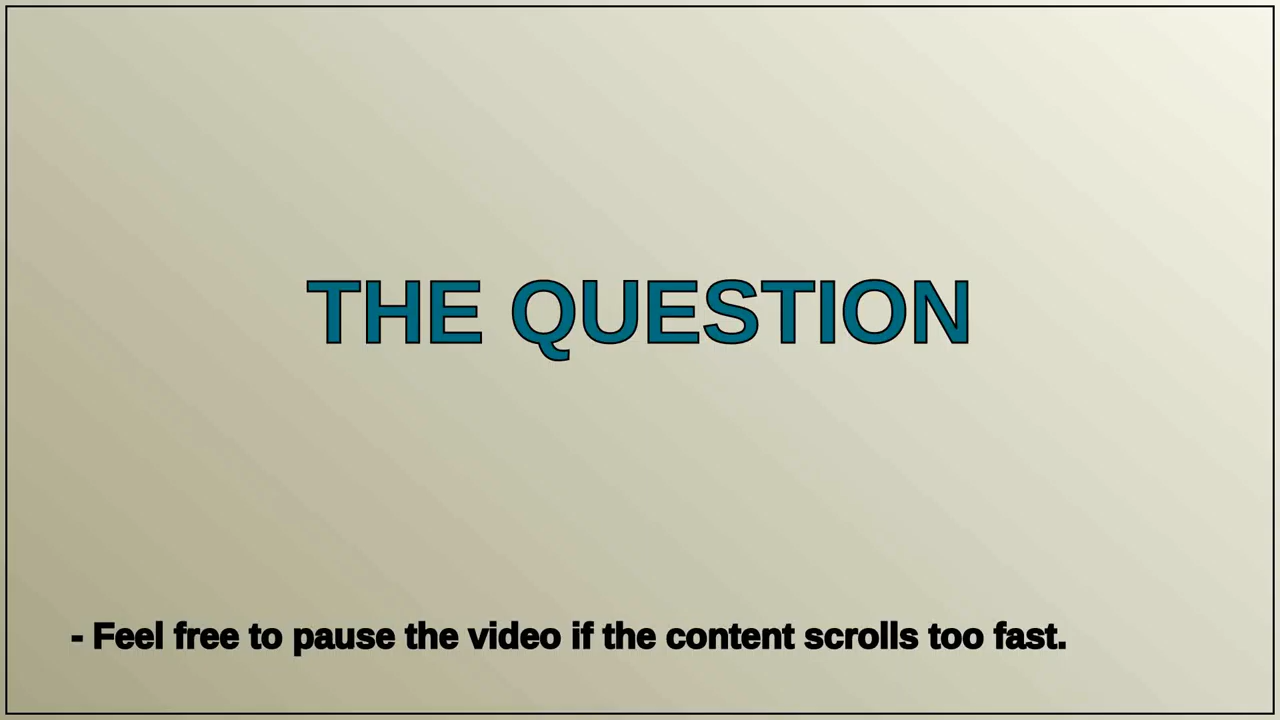 THE QUESTION
- Feel free to pause the video if the content scrolls too fast.